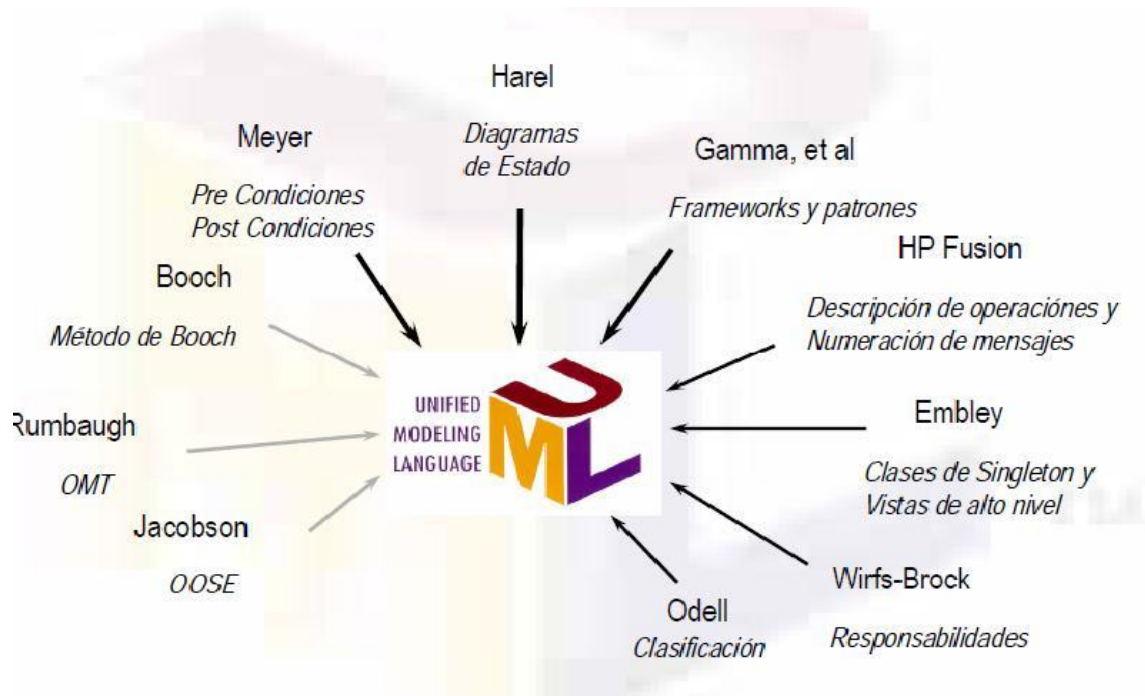 Harel
Diagramas
de Estado
Meyer
Pre Condiciones
Post Condiciones
Gamma, et al
Frameworks y patrones
HP Fusion
Descripción de operaciónes y
Numeración de mensajes
Booch
Método de Booch
UNIFIED
MODELING
LANGUAGE
UML
Rumbaugh
OMT
Embley
Clases de Singleton y
Vistas de alto nivel
Jacobson
OOSE
Odell
Clasificación
Wirfs-Brock
Responsabilidades